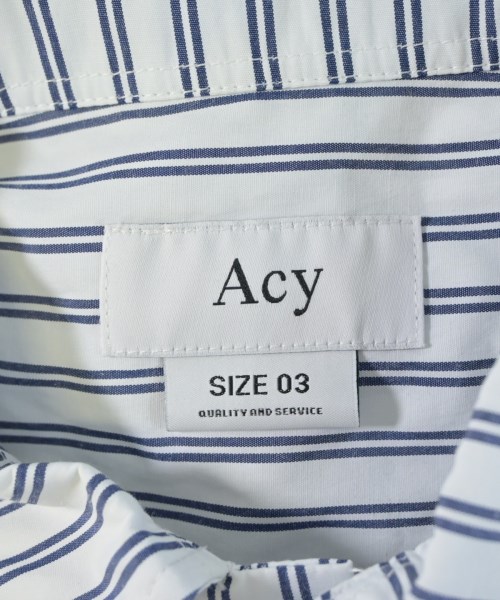 Acy
SIZE 03
QUALITY AND SERVICE